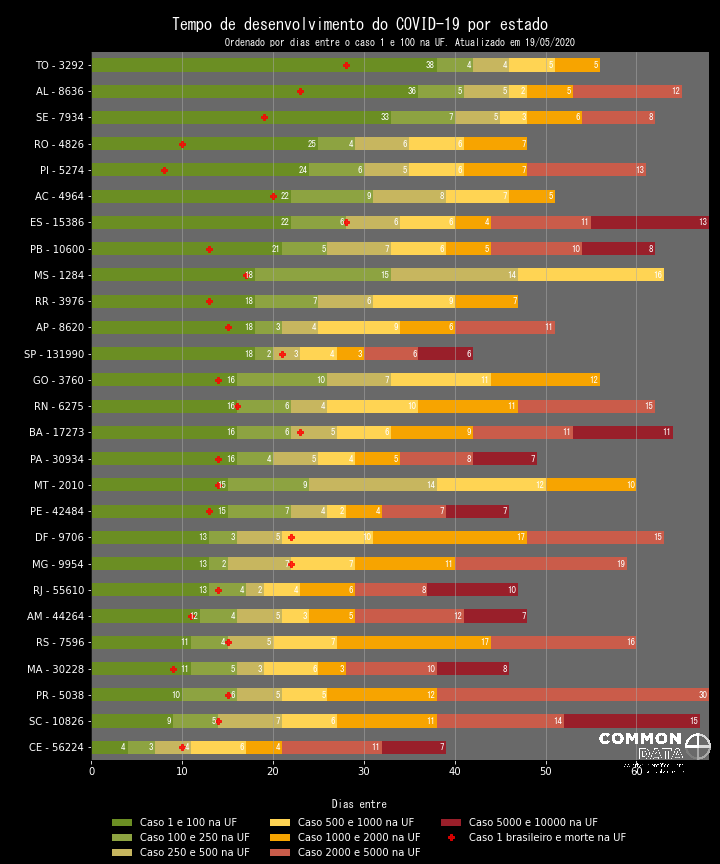 Tempo de desenvolvimento do COVID-19 por estado
Ordenado por dias entre o caso 1 e 100 na UF. Atualizado em 19/05/2020
TO - 3292 38 4 4 5 5
AL - 8636 36 5 5 2 5 12
SE - 7934 33 7 5 3 6 8
RO - 4826 25 4 6 6 7
PI - 5274 24 6 5 6 7 13
AC - 4964 22 9 8 7 5
ES - 15386 22 6 6 6 4 11 13
PB - 10600 21 5 7 6 5 10 8
MS - 1284 18 15 14 16
RR - 3976 18 7 6 9 7
AP - 8620 18 3 4 9 6 11
SP - 131990 18 2 3 4 3 6 6
GO - 3760 16 10 7 11 12
RN - 6275 16 6 4 10 11 15
BA - 17273 16 6 5 6 9 11 11
PA - 30934 16 4 5 4 5 8 7
MT - 2010 15 9 14 12 10
PE - 42484 15 7 4 2 4 7 7
DF - 9706 13 3 5 10 17 15
MG - 9954 13 2 7 7 11 19
RJ - 55610 13 4 2 4 6 8 10
AM - 44264 12 4 5 3 5 12 7
RS - 7596 11 4 5 7 17 16
MA - 30228 11 5 3 6 3 10 8
PR - 5038 10 6 5 5 12 30
SC - 10826 9 5 7 6 11 14 15
CE - 56224 4 3 4 6 4 11 7
COMMON
DATA
0 10 20 30 40 50 60
Dias entre
Caso 1 e 100 na UF
Caso 100 e 250 na UF
Caso 250 e 500 na UF
Caso 500 e 1000 na UF
Caso 1000 e 2000 na UF
Caso 2000 e 5000 na UF
Caso 5000 e 10000 na UF
Caso 1 brasileiro e morte na UF